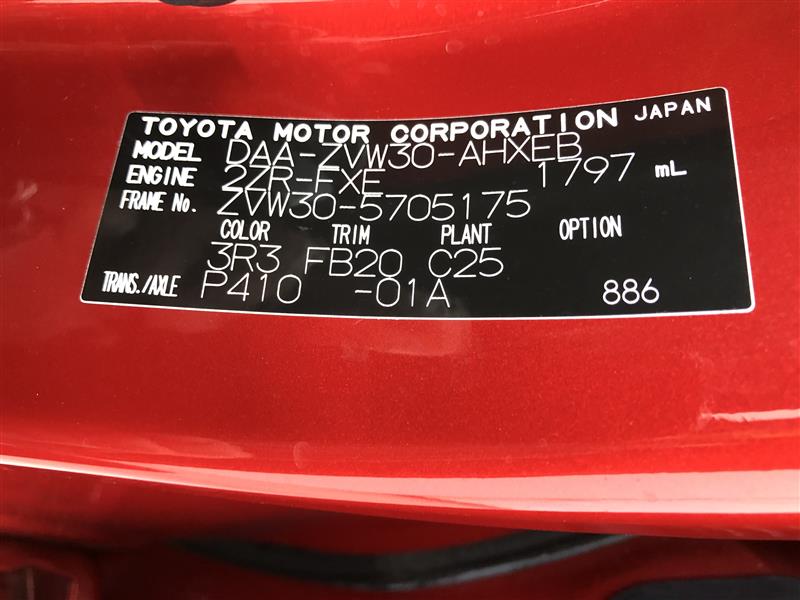 TOYOTA MOTOR CORPORATION JAPAN
MODEL DAA-ZVW30-AHXEB
ENGINE 2ZR-FXE 1797 mL
FRAME No. ZVW30-5705175
COLOR TRIM PLANT OPTION
3R3 FB20 C25
TRANS./AXLE P410 -01A 886